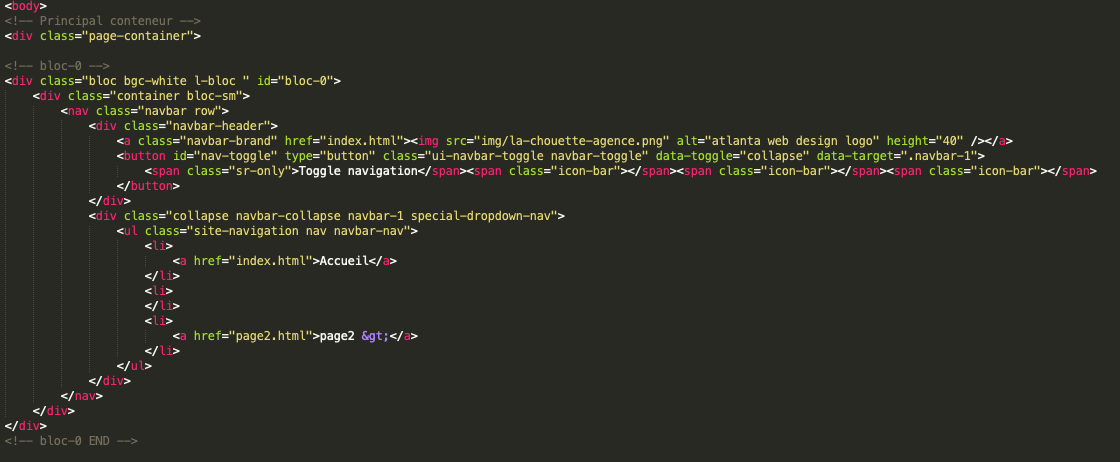 <body>
<!-- Principal conteneur -->
<div class="page-container">
<!-- bloc-0 -->
<div class="bloc bgc-white l-bloc " id="bloc-0">
<div class="container bloc-sm">
<nav class="navbar row">
<div class="navbar-header">
<a class="navbar-brand" href="index.html"><img src="img/la-chouette-agence.png" alt="atlanta web design logo" height="40" /></a>
<button id="nav-toggle" type="button" class="ui-navbar-toggle navbar-toggle" data-toggle="collapse" data-target=".navbar-1">
<span class="sr-only">Toggle navigation</span><span class="icon-bar"></span><span class="icon-bar"></span><span class="icon-bar"></span>
</button>
</div>
<div class="collapse navbar-collapse navbar-1 special-dropdown-nav">
<ul class="site-navigation nav navbar-nav">
<li>
<a href="index.html">Accueil</a>
</li>
<li>
</li>
<li>
<a href="page2.html">page2 &gt;</a>
</li>
</ul>
</div>
</nav>
</div>
</div>
<!-- bloc-0 END -->